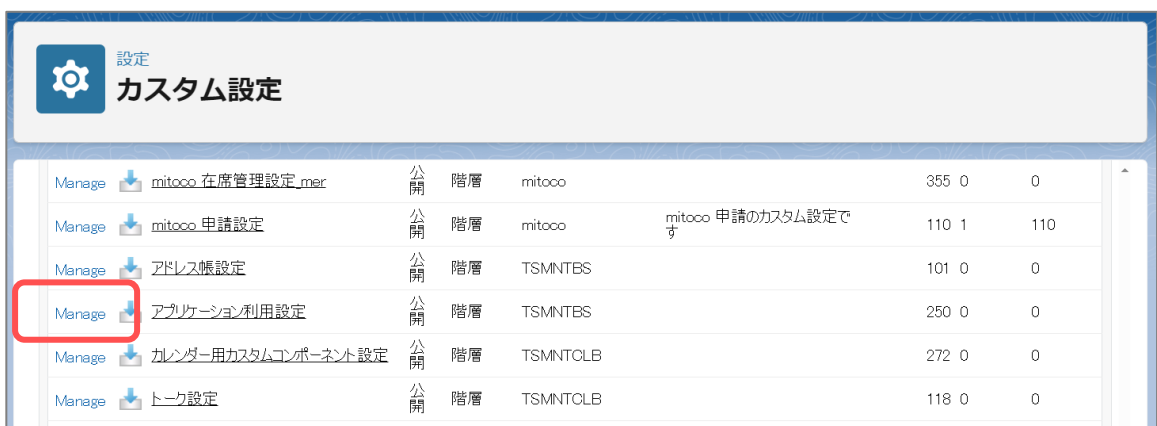 設定
カスタム設定
Manage mitoco 在席管理設定_mer 公開 階層 mitoco 355 0 0
Manage mitoco 申請設定 公開 階層 mitoco mitoco 申請のカスタム設定です 110 1 110
Manage アドレス帳設定 公開 階層 TSMNTBS 101 0 0
Manage アプリケーション利用設定 公開 階層 TSMNTBS 250 0 0
Manage カレンダー用カスタムコンポーネント設定 公開 階層 TSMNTCLB 272 0 0
Manage トーク設定 公開 階層 TSMNTCLB 118 0 0